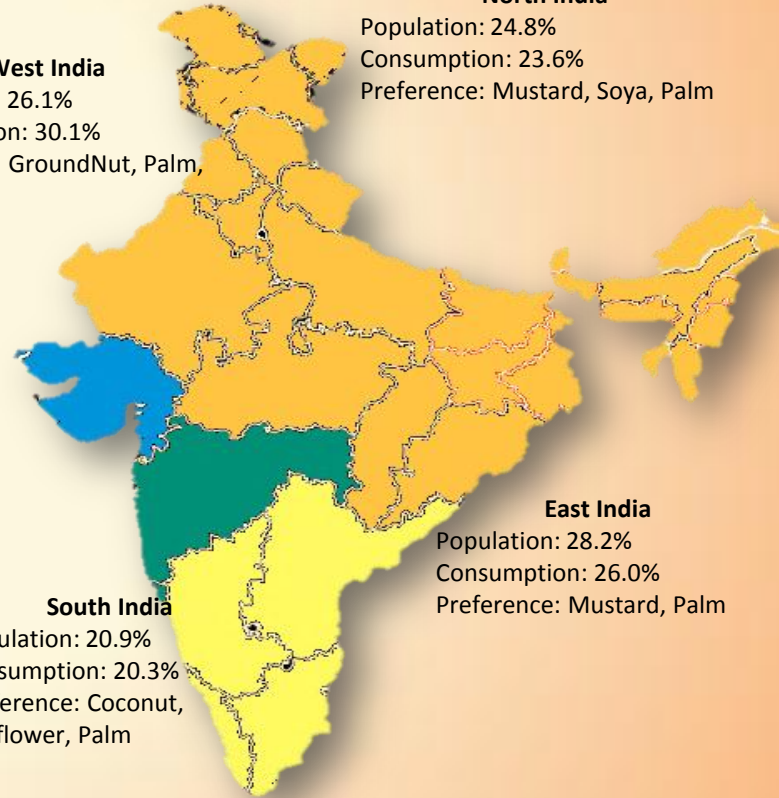 North India
Population: 24.8%
Consumption: 23.6%
Preference: Mustard, Soya, Palm
West India
26.1%
on: 30.1%
GroundNut, Palm,
East India
Population: 28.2%
Consumption: 26.0%
Preference: Mustard, Palm
South India
ulation: 20.9%
sumption: 20.3%
erence: Coconut,
flower, Palm